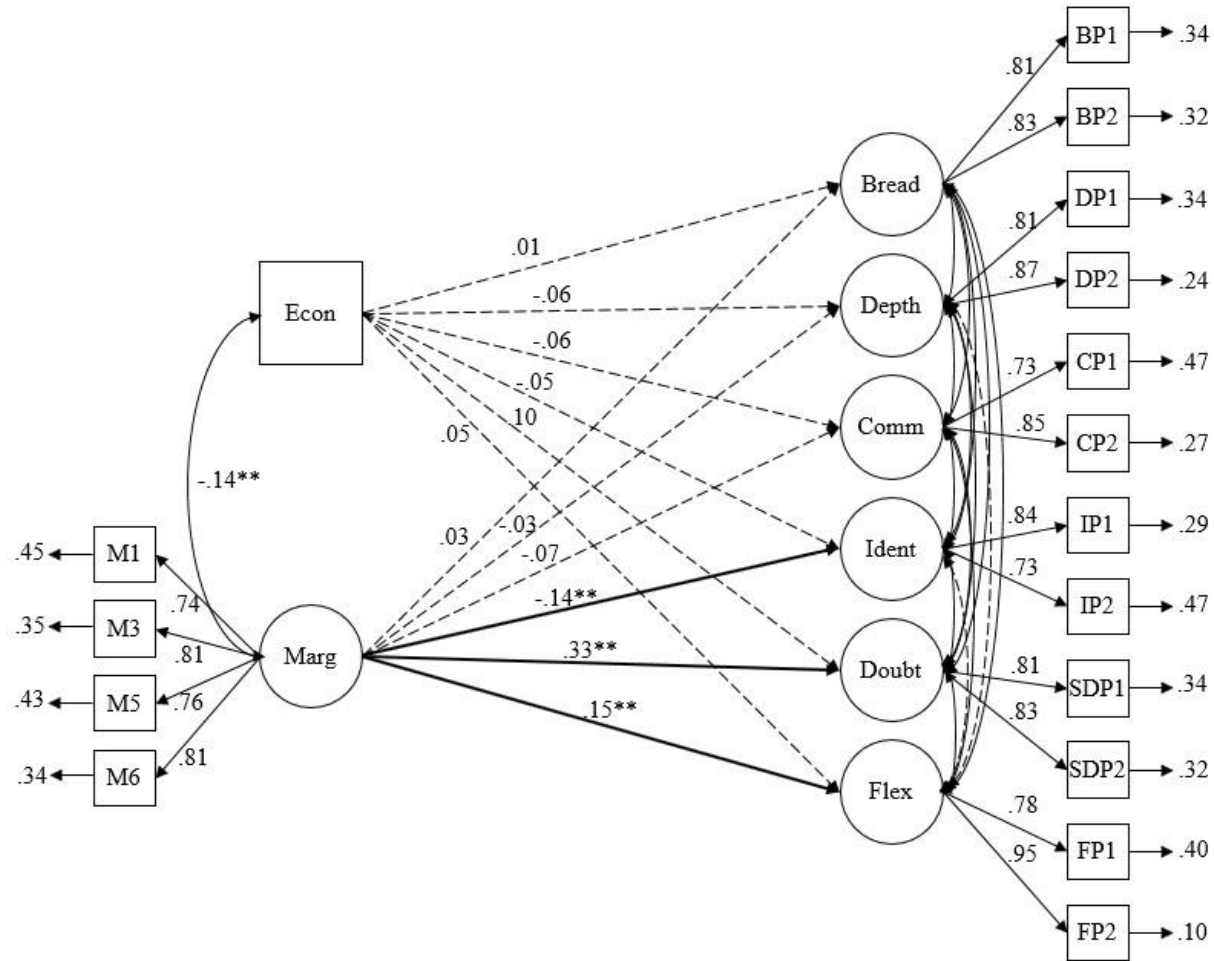 BP1
.34
.81
BP2
.32
.83
Bread
DP1
.34
.81
.01
DP2
.24
.87
Econ
-.06
Depth
-.06
CP1
.47
.73
-.05
10
.05
Comm
.85
CP2
.27
-.14**
IP1
.29
.84
.03
-.03
-.07
Ident
.73
IP2
.47
M1
.45
.74
-.14**
M3
.35
.81
Marg
.33**
Doubt
.81
SDP1
.34
.83
M5
.43
.76
.15**
SDP2
.32
M6
.34
.81
Flex
.78
FP1
.40
.95
FP2
.10